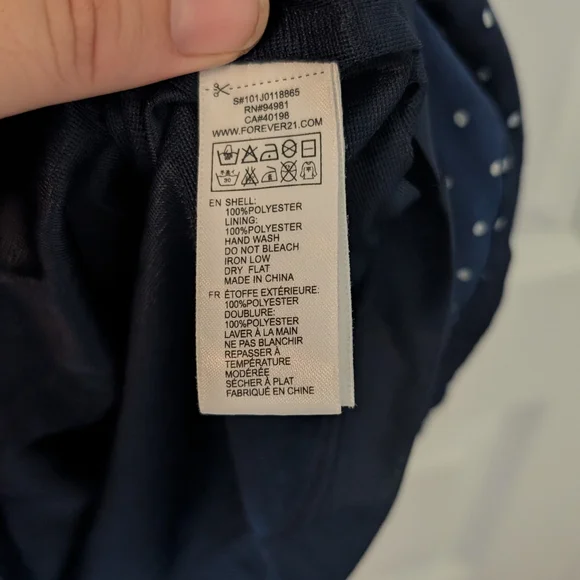 S#101J0118865
RN#94981
CA#40198
WWW.FOREVER21.COM
EN SHELL:
100%POLYESTER
LINING:
100%POLYESTER
HAND WASH
DO NOT BLEACH
IRON LOW
DRY FLAT
MADE IN CHINA
FR ÉTOFFE EXTÉRIEURE:
100%POLYESTER
DOUBLURE:
100%POLYESTER
LAVER À LA MAIN
NE PAS BLANCHIR
REPASSER À
TEMPÉRATURE
MODÉRÉE
SÉCHER À PLAT
FABRIQUÉ EN CHINE